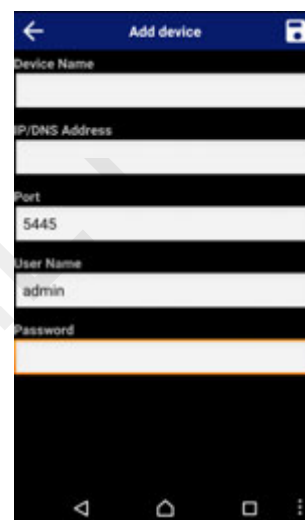 Add device
Device Name
IP/DNS Address
Port
5445
User Name
admin
Password